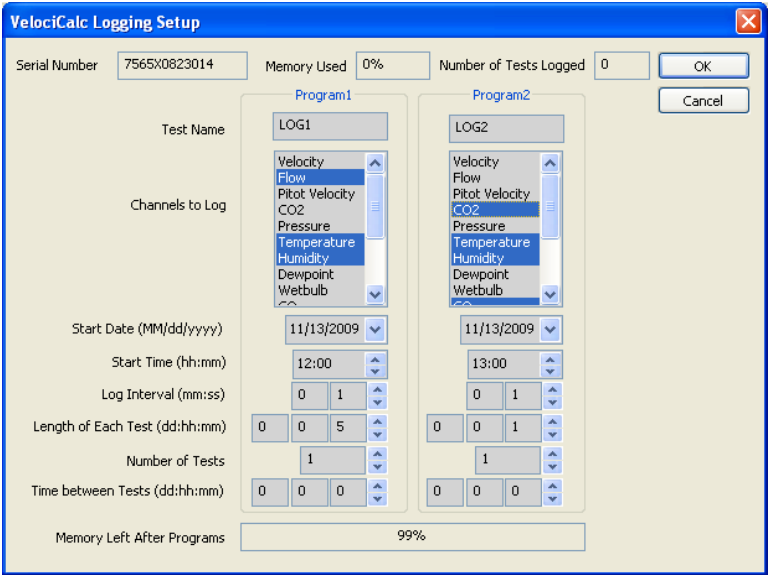 VelociCalc Logging Setup
Serial Number 7565X0823014 Memory Used 0% Number of Tests Logged 0 OK
Cancel
Program1 Program2
Test Name LOG1 LOG2
Channels to Log
Velocity
Flow
Pitot Velocity
CO2
Pressure
Temperature
Humidity
Dewpoint
Wetbulb
CO
Velocity
Flow
Pitot Velocity
CO2
Pressure
Temperature
Humidity
Dewpoint
Wetbulb
CO
Start Date (MM/dd/yyyy) 11/13/2009 11/13/2009
Start Time (hh:mm) 12:00 13:00
Log Interval (mm:ss) 0 1 0 1
Length of Each Test (dd:hh:mm) 0 0 5 0 0 1
Number of Tests 1 1
Time between Tests (dd:hh:mm) 0 0 0 0 0 0
Memory Left After Programs 99%